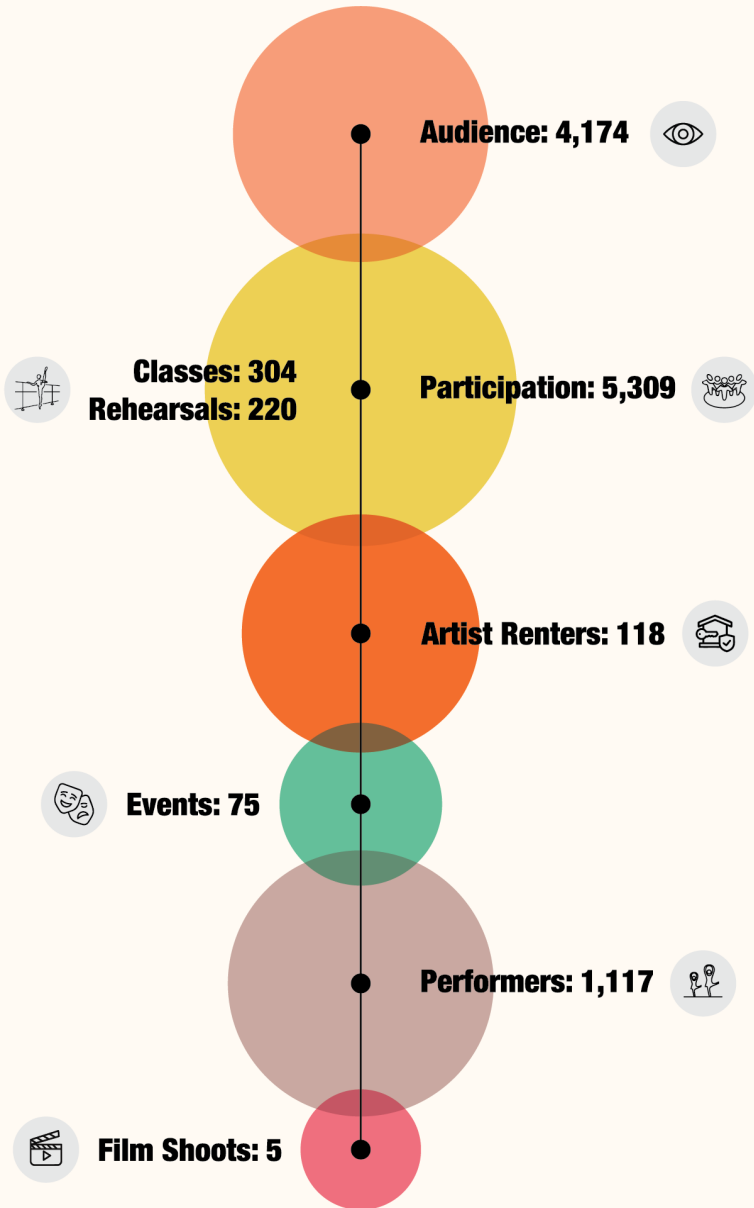 Audience: 4,174
Classes: 304
Rehearsals: 220
Participation: 5,309
Artist Renters: 118
Events: 75
Performers: 1,117
Film Shoots: 5